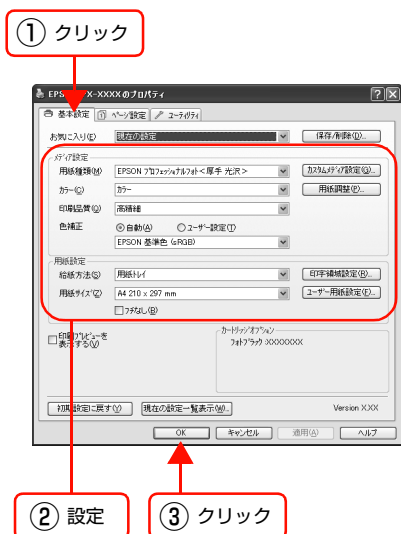 ① クリック
EPSON PX-XXXXのプロパティ
基本設定 ページ設定 ユーティリティ
お気に入り(E) 現在の設定 保存/削除(D)...
メディア設定
用紙種類(M) EPSON プロフェッショナルフォト<厚手 光沢> カスタムメディア設定(G)...
カラー(C) カラー 用紙調整(P)...
印刷品質(Q) 高精細
色補正 自動(A) ユーザー設定(T)
EPSON 基準色 (sRGB)
用紙設定
給紙方法(S) 用紙トレイ 印字領域設定(R)...
用紙サイズ(Z) A4 210 x 297 mm ユーザー用紙設定(F)...
フチなし(B)
印刷プレビューを
表示する(V)
カートリッジオプション
フォトブラック:XXXXXXXX
初期設定に戻す(Y) 現在の設定一覧表示(W)... Version X.XX
OK キャンセル 適用(A) ヘルプ
② 設定
③ クリック